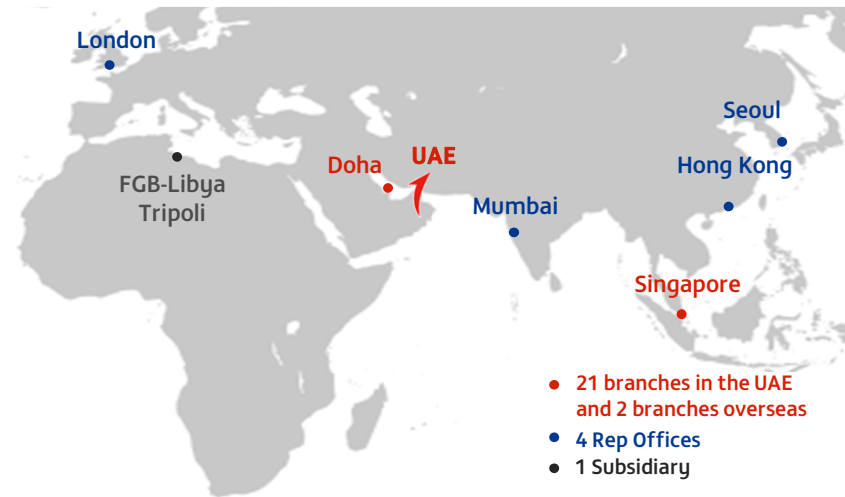 London
Seoul
UAE
Doha
Hong Kong
FGB-Libya
Tripoli
Mumbai
Singapore
21 branches in the UAE
and 2 branches overseas
4 Rep Offices
1 Subsidiary